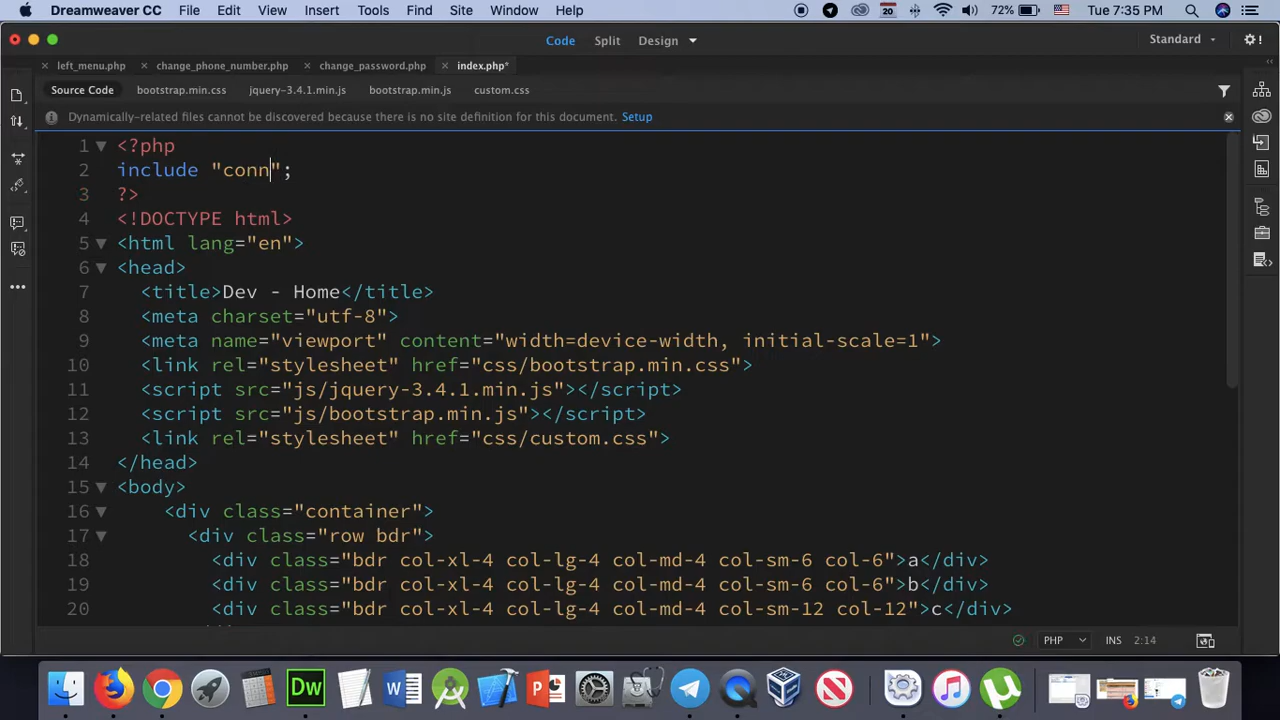 Dreamweaver CC File Edit View Insert Tools Find Site Window Help 20 72% Tue 7:35 PM
Code Split Design Standard
left_menu.php change_phone_number.php change_password.php index.php*
Source Code bootstrap.min.css jquery-3.4.1.min.js bootstrap.min.js custom.css
Dynamically-related files cannot be discovered because there is no site definition for this document. Setup
1 <?php
2 include "conn";
3 ?>
4 <!DOCTYPE html>
5 <html lang="en">
6 <head>
7 <title>Dev - Home</title>
8 <meta charset="utf-8">
9 <meta name="viewport" content="width=device-width, initial-scale=1">
10 <link rel="stylesheet" href="css/bootstrap.min.css">
11 <script src="js/jquery-3.4.1.min.js"></script>
12 <script src="js/bootstrap.min.js"></script>
13 <link rel="stylesheet" href="css/custom.css">
14 </head>
15 <body>
16 <div class="container">
17 <div class="row bdr">
18 <div class="bdr col-xl-4 col-lg-4 col-md-4 col-sm-6 col-6">a</div>
19 <div class="bdr col-xl-4 col-lg-4 col-md-4 col-sm-6 col-6">b</div>
20 <div class="bdr col-xl-4 col-lg-4 col-md-4 col-sm-12 col-12">c</div>
PHP INS 2:14
Dw